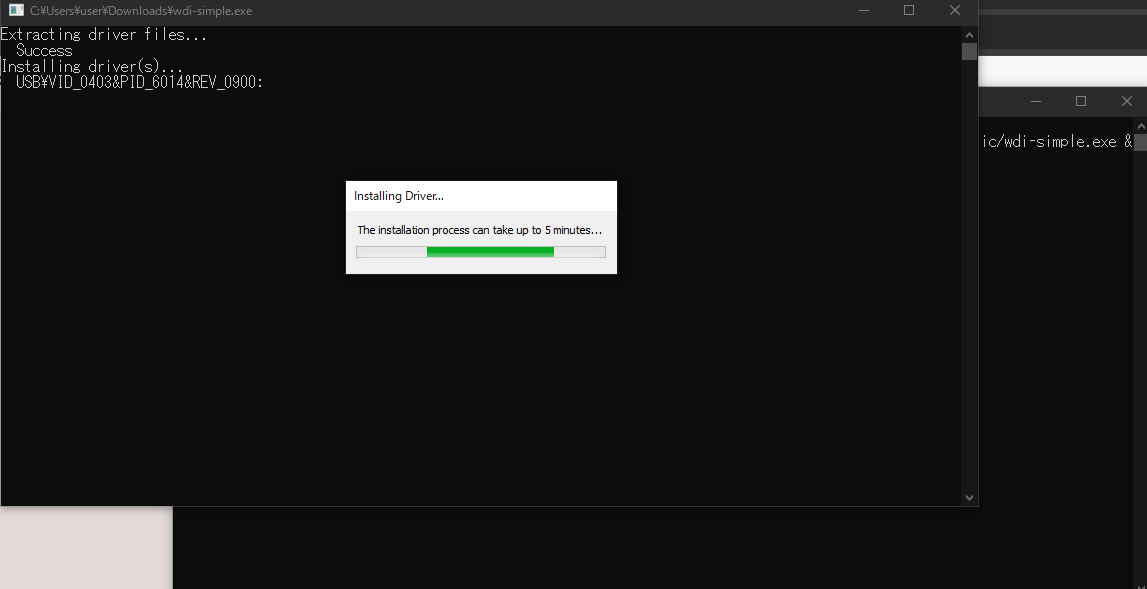 C:¥Users¥user¥Downloads¥wdi-simple.exe
Extracting driver files...
Success
Installing driver(s)...
USB¥VID_0403&PID_6014&REV_0900:
ic/wdi-simple.exe &
Installing Driver...
The installation process can take up to 5 minutes...